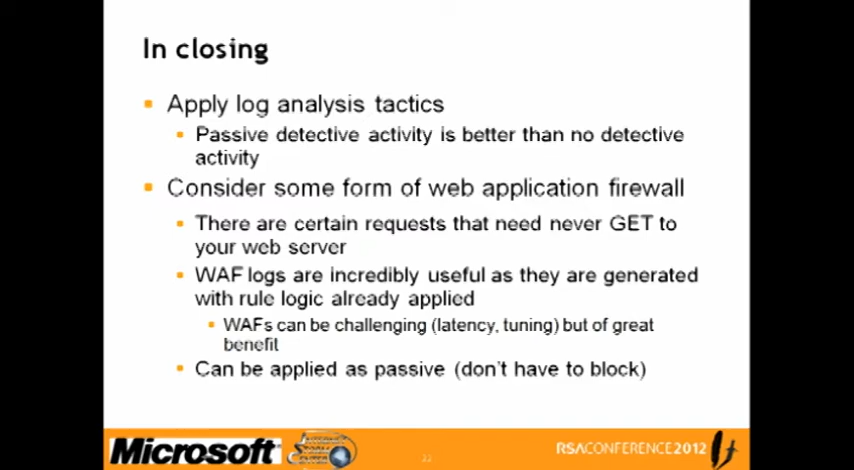 In closing
Apply log analysis tactics
Passive detective activity is better than no detective
activity
Consider some form of web application firewall
There are certain requests that need never GET to
your web server
WAF logs are incredibly useful as they are generated
with rule logic already applied
WAFs can be challenging (latency, tuning) but of great
benefit
Can be applied as passive (don't have to block)
Microsoft
RSACONFERENCE2012